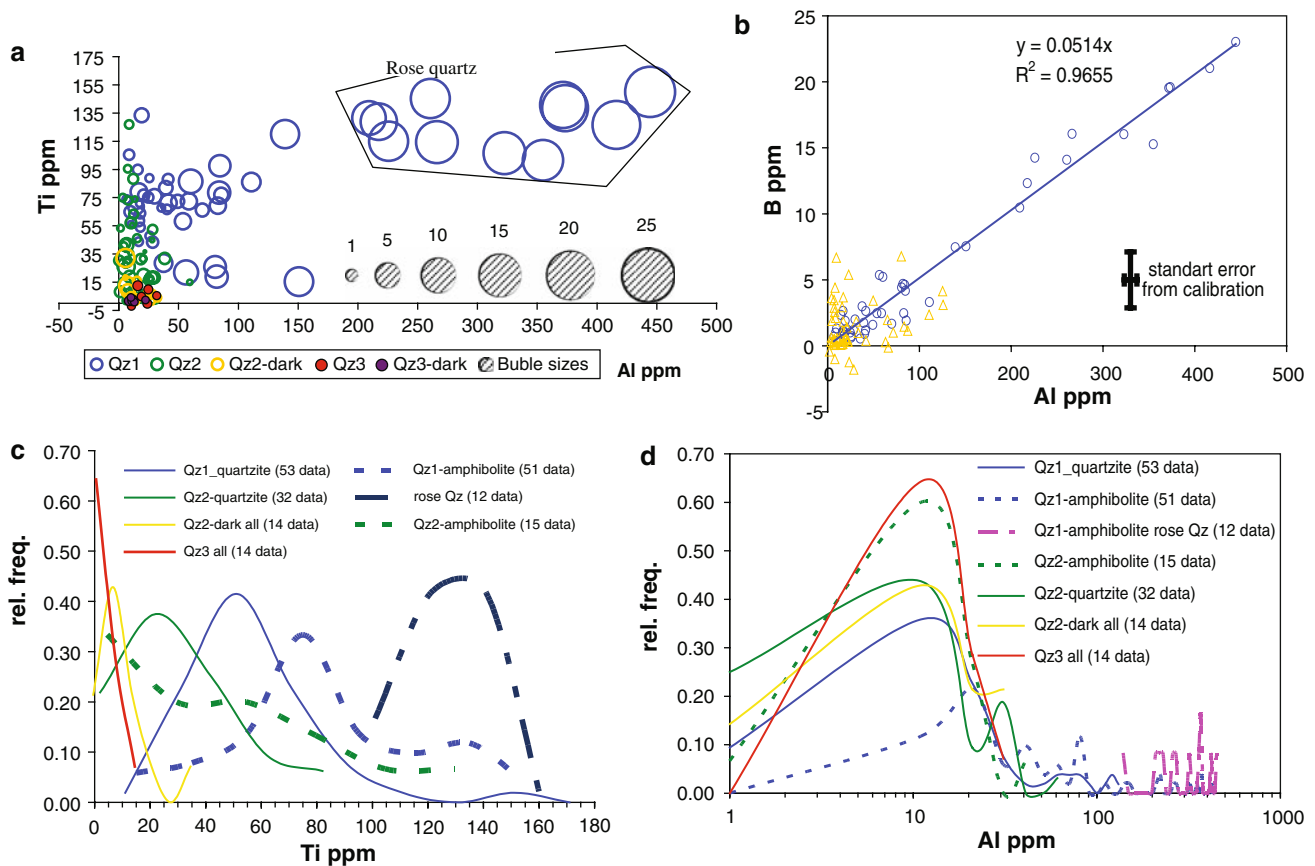 a
Ti ppm
175
155
135
115
95
75
55
35
15
-5
Rose quartz
1
5
10
15
20
25
-50
0
50
100
150
200
250
300
350
400
450
500
Qz1
Qz2
Qz2-dark
Qz3
Qz3-dark
Buble sizes
Al ppm
b
B ppm
25
20
15
10
5
0
-5
y = 0.0514x
R² = 0.9655
standart error
from calibration
0
100
200
300
400
500
Al ppm
c
rel. freq.
0.70
0.60
0.50
0.40
0.30
0.20
0.10
0.00
Qz1_quartzite (53 data)
Qz2-quartzite (32 data)
Qz2-dark all (14 data)
Qz3 all (14 data)
Qz1-amphibolite (51 data)
rose Qz (12 data)
Qz2-amphibolite (15 data)
0
20
40
60
80
100
120
140
160
180
Ti ppm
d
rel. freq.
0.70
0.60
0.50
0.40
0.30
0.20
0.10
0.00
Qz1_quartzite (53)
Qz1-amphibolite (51 data)
Qz1-amphibolite rose Qz (12 data)
Qz2-amphibolite (15 data)
Qz2-quartzite (32 data)
Qz2-dark all (14 data)
Qz3 all (14 data)
1
10
100
1000
Al ppm